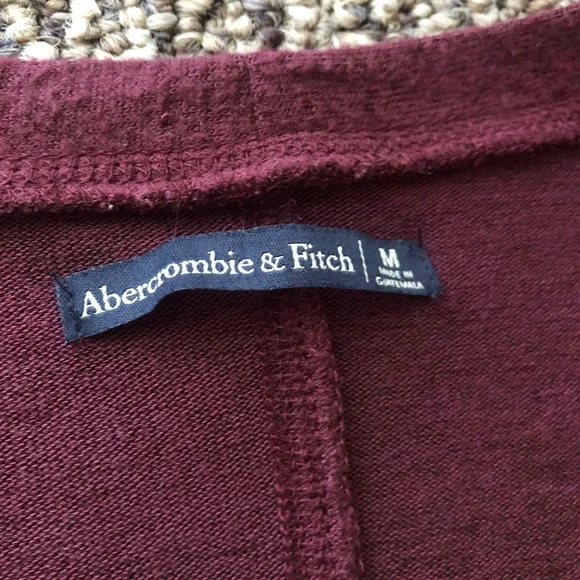 Abercrombie & Fitch | M
MADE IN
GUATEMALA